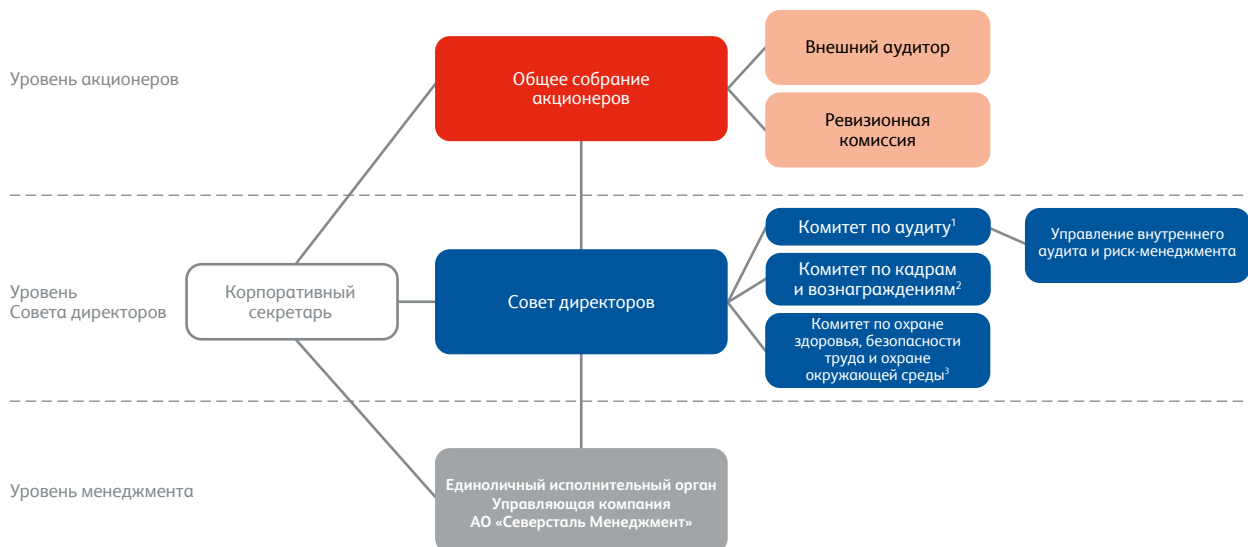 Уровень акционеров
Общее собрание
акционеров
Внешний аудитор
Ревизионная
комиссия
Уровень
Совета директоров
Корпоративный
секретарь
Совет директоров
Комитет по аудиту¹
Управление внутреннего
аудита и риск-менеджмента
Комитет по кадрам
и вознаграждениям²
Комитет по охране
здоровья, безопасности
труда и охране
окружающей среды³
Уровень менеджмента
Единоличный исполнительный орган
Управляющая компания
АО «Северсталь Менеджмент»